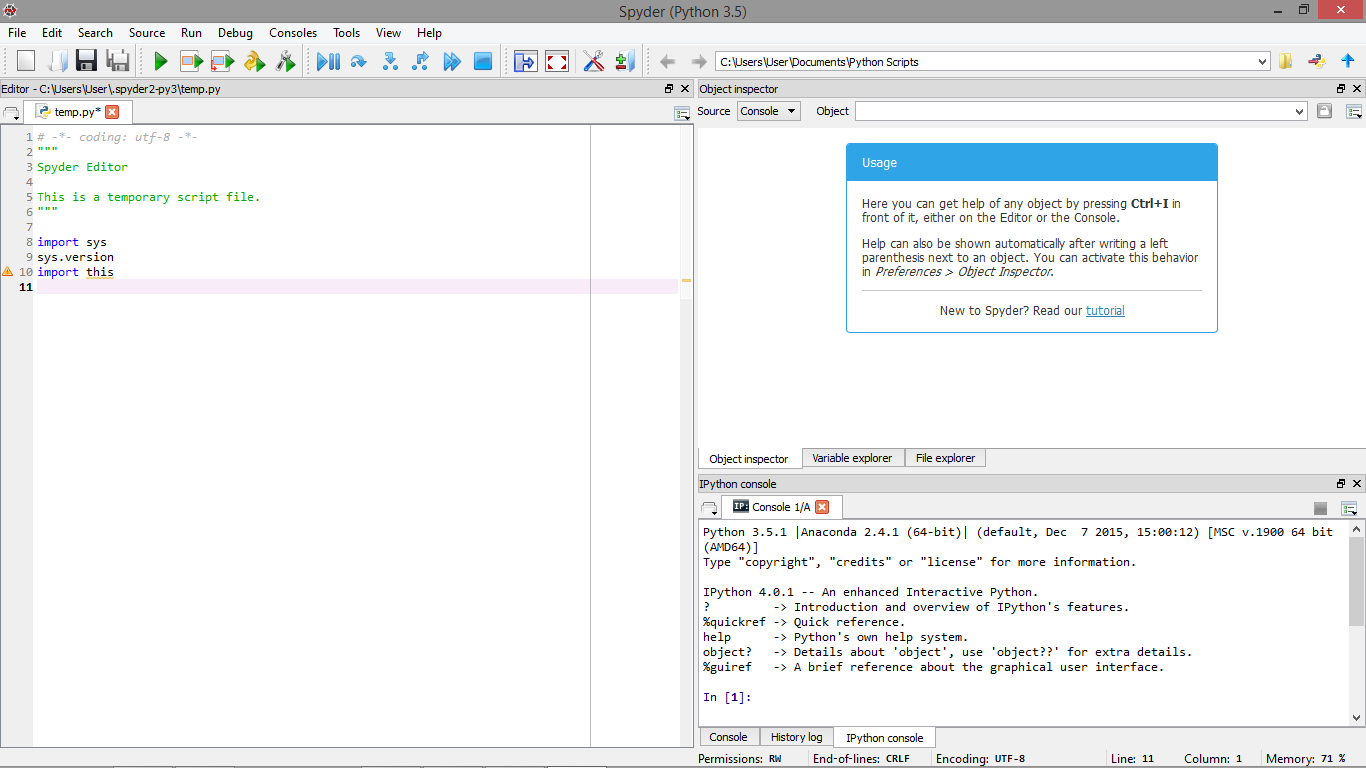 Spyder (Python 3.5)
File Edit Search Source Run Debug Consoles Tools View Help
C:\Users\User\Documents\Python Scripts
Editor - C:\Users\User\.spyder2-py3\temp.py
temp.py*
1 # -*- coding: utf-8 -*-
2 """
3 Spyder Editor
4
5 This is a temporary script file.
6 """
7
8 import sys
9 sys.version
10 import this
11
Object inspector
Source Console Object
Usage
Here you can get help of any object by pressing Ctrl+I in
front of it, either on the Editor or the Console.
Help can also be shown automatically after writing a left
parenthesis next to an object. You can activate this behavior
in Preferences > Object Inspector.
New to Spyder? Read our tutorial
Object inspector Variable explorer File explorer
IPython console
IP: Console 1/A
Python 3.5.1 |Anaconda 2.4.1 (64-bit)| (default, Dec  7 2015, 15:00:12) [MSC v.1900 64 bit
(AMD64)]
Type "copyright", "credits" or "license" for more information.
IPython 4.0.1 -- An enhanced Interactive Python.
?         -> Introduction and overview of IPython's features.
%quickref -> Quick reference.
help      -> Python's own help system.
object?   -> Details about 'object', use 'object??' for extra details.
%guiref   -> A brief reference about the graphical user interface.
In [1]:
Console History log IPython console
Permissions: RW End-of-lines: CRLF Encoding: UTF-8 Line: 11 Column: 1 Memory: 71 %